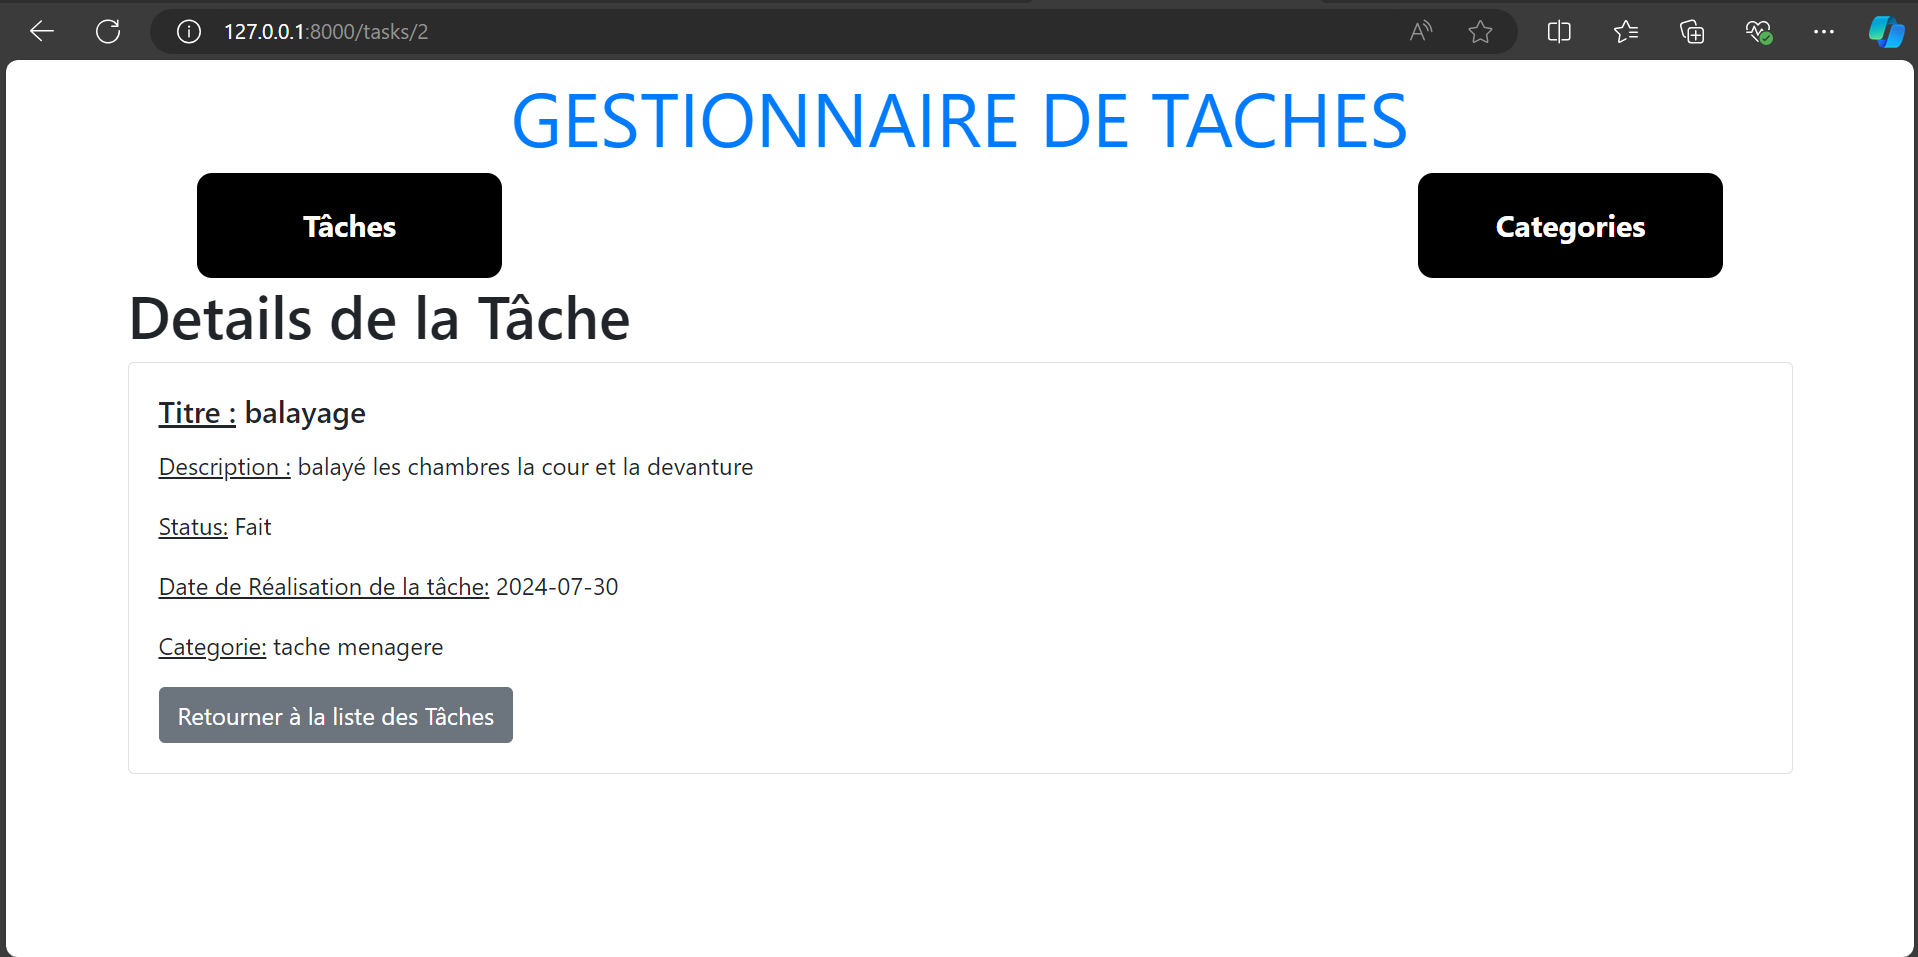 127.0.0.1:8000/tasks/2
GESTIONNAIRE DE TACHES
Tâches
Categories
Details de la Tâche
Titre : balayage
Description : balayé les chambres la cour et la devanture
Status: Fait
Date de Réalisation de la tâche: 2024-07-30
Categorie: tache menagere
Retourner à la liste des Tâches